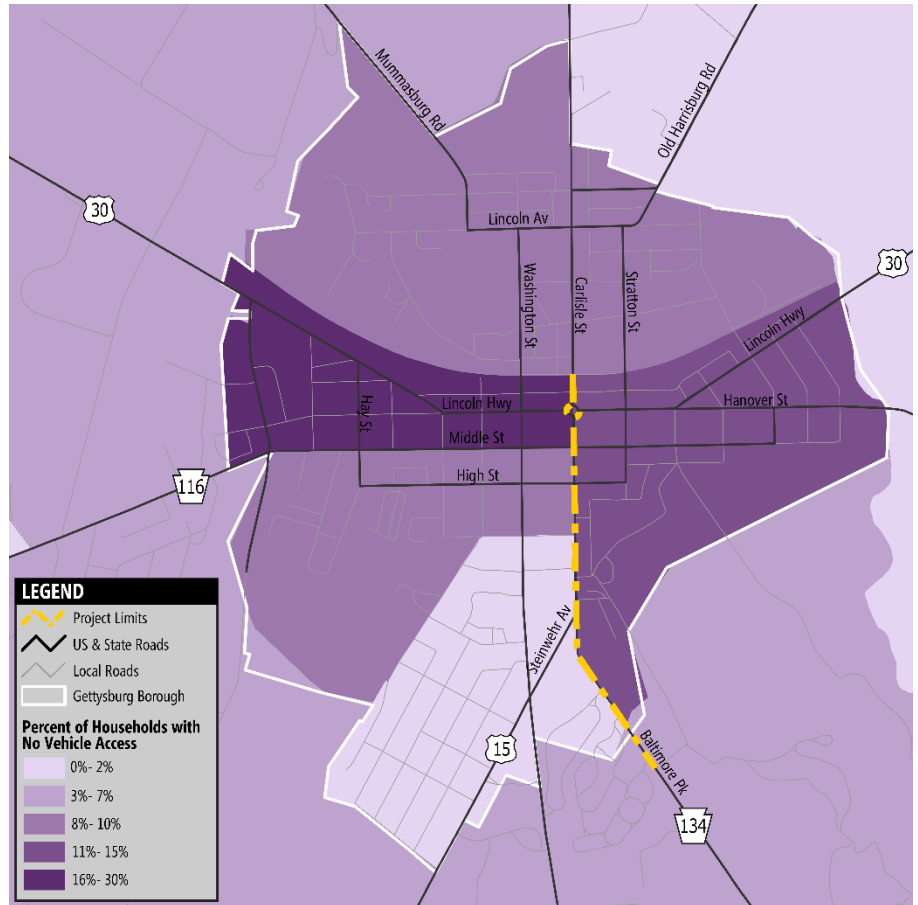 Mummasburg Rd
Old Harrisburg Rd
30
Lincoln Av
30
Washington St
Carlisle St
Stratton St
Lincoln Hwy
Hay St
Lincoln Hwy
Hanover St
Middle St
High St
116
LEGEND
Project Limits
US & State Roads
Local Roads
Gettysburg Borough
Percent of Households with
No Vehicle Access
0%- 2%
3%- 7%
8%- 10%
11%- 15%
16%- 30%
Steinwehr Av
15
Baltimore Pk
134